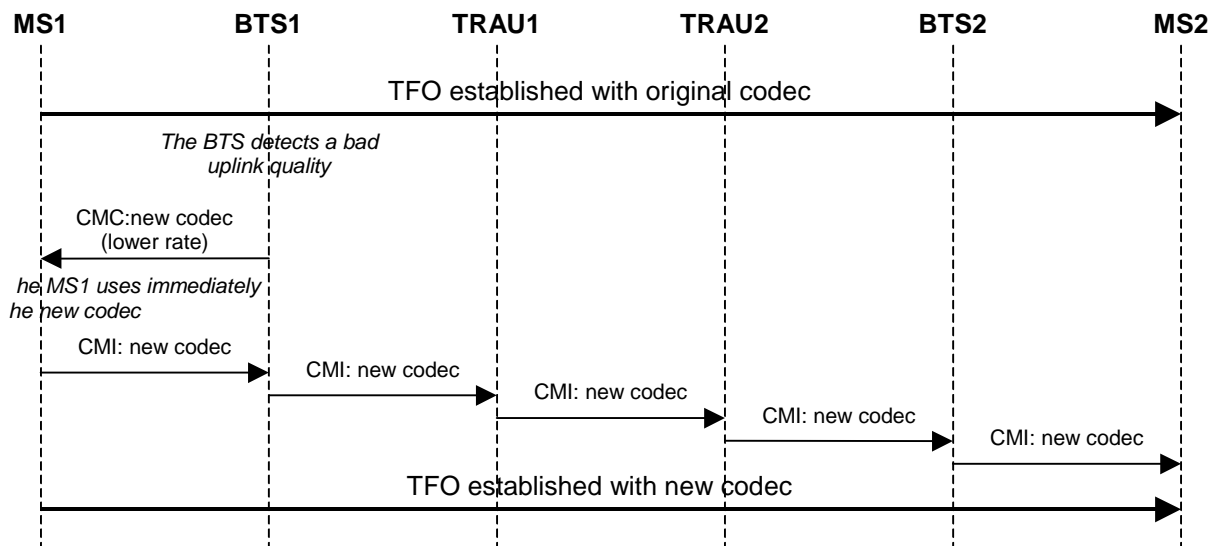 MS1 BTS1 TRAU1 TRAU2 BTS2 MS2
TFO established with original codec
The BTS detects a bad
uplink quality
CMC:new codec
(lower rate)
he MS1 uses immediately
he new codec
CMI: new codec
CMI: new codec
CMI: new codec
CMI: new codec
CMI: new codec
TFO established with new codec